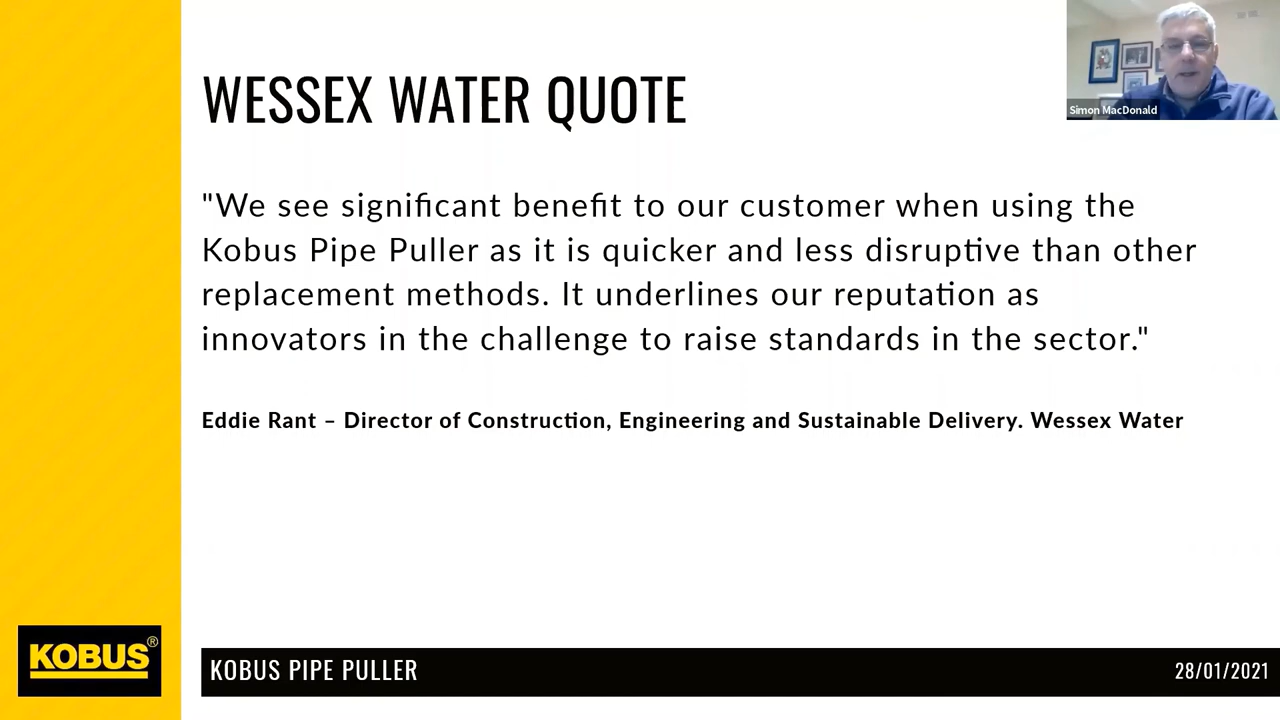 WESSEX WATER QUOTE
Simon MacDonald
"We see significant benefit to our customer when using the
Kobus Pipe Puller as it is quicker and less disruptive than other
replacement methods. It underlines our reputation as
innovators in the challenge to raise standards in the sector."
Eddie Rant – Director of Construction, Engineering and Sustainable Delivery. Wessex Water
KOBUS®
KOBUS PIPE PULLER
28/01/2021